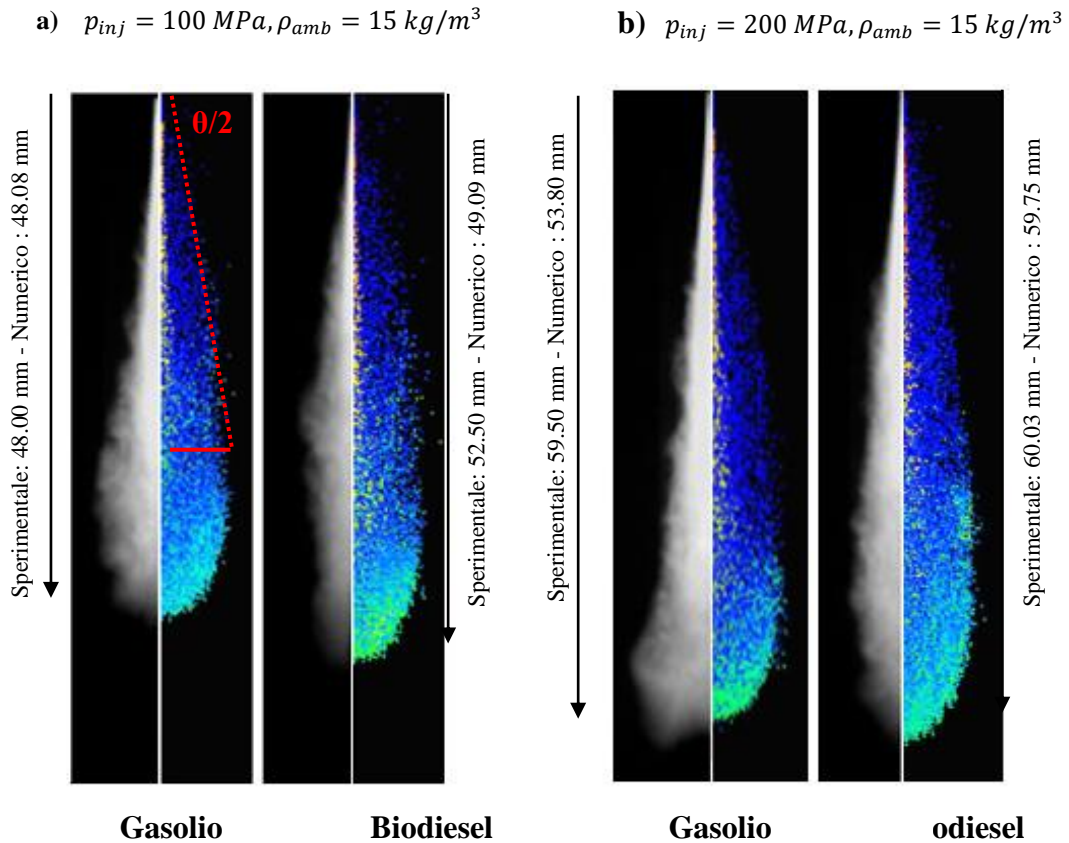 a) p_inj = 100 MPa, ρ_amb = 15 kg/m³
b) p_inj = 200 MPa, ρ_amb = 15 kg/m³
θ/2
Sperimentale: 48.00 mm - Numerico : 48.08 mm
Sperimentale: 52.50 mm - Numerico : 49.09 mm
Sperimentale: 59.50 mm - Numerico : 53.80 mm
Sperimentale: 60.03 mm - Numerico : 59.75 mm
Gasolio
Biodiesel
Gasolio
odiesel